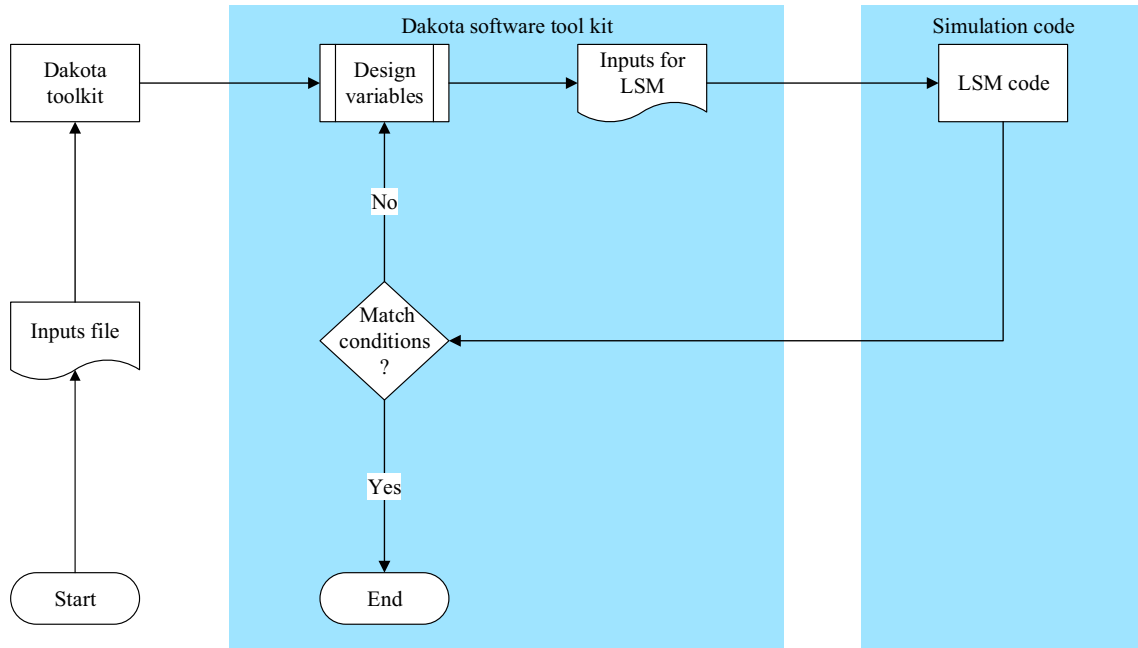 Dakota software tool kit
Simulation code
Dakota
toolkit
Design
variables
Inputs for
LSM
LSM code
No
Inputs file
Match
conditions
?
Yes
Start
End